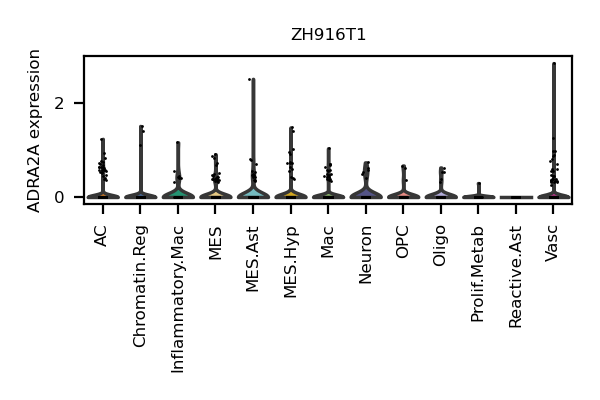 ZH916T1
ADRA2A expression
2
0
AC
Chromatin.Reg
Inflammatory.Mac
MES
MES.Ast
MES.Hyp
Mac
Neuron
OPC
Oligo
Prolif.Metab
Reactive.Ast
Vasc